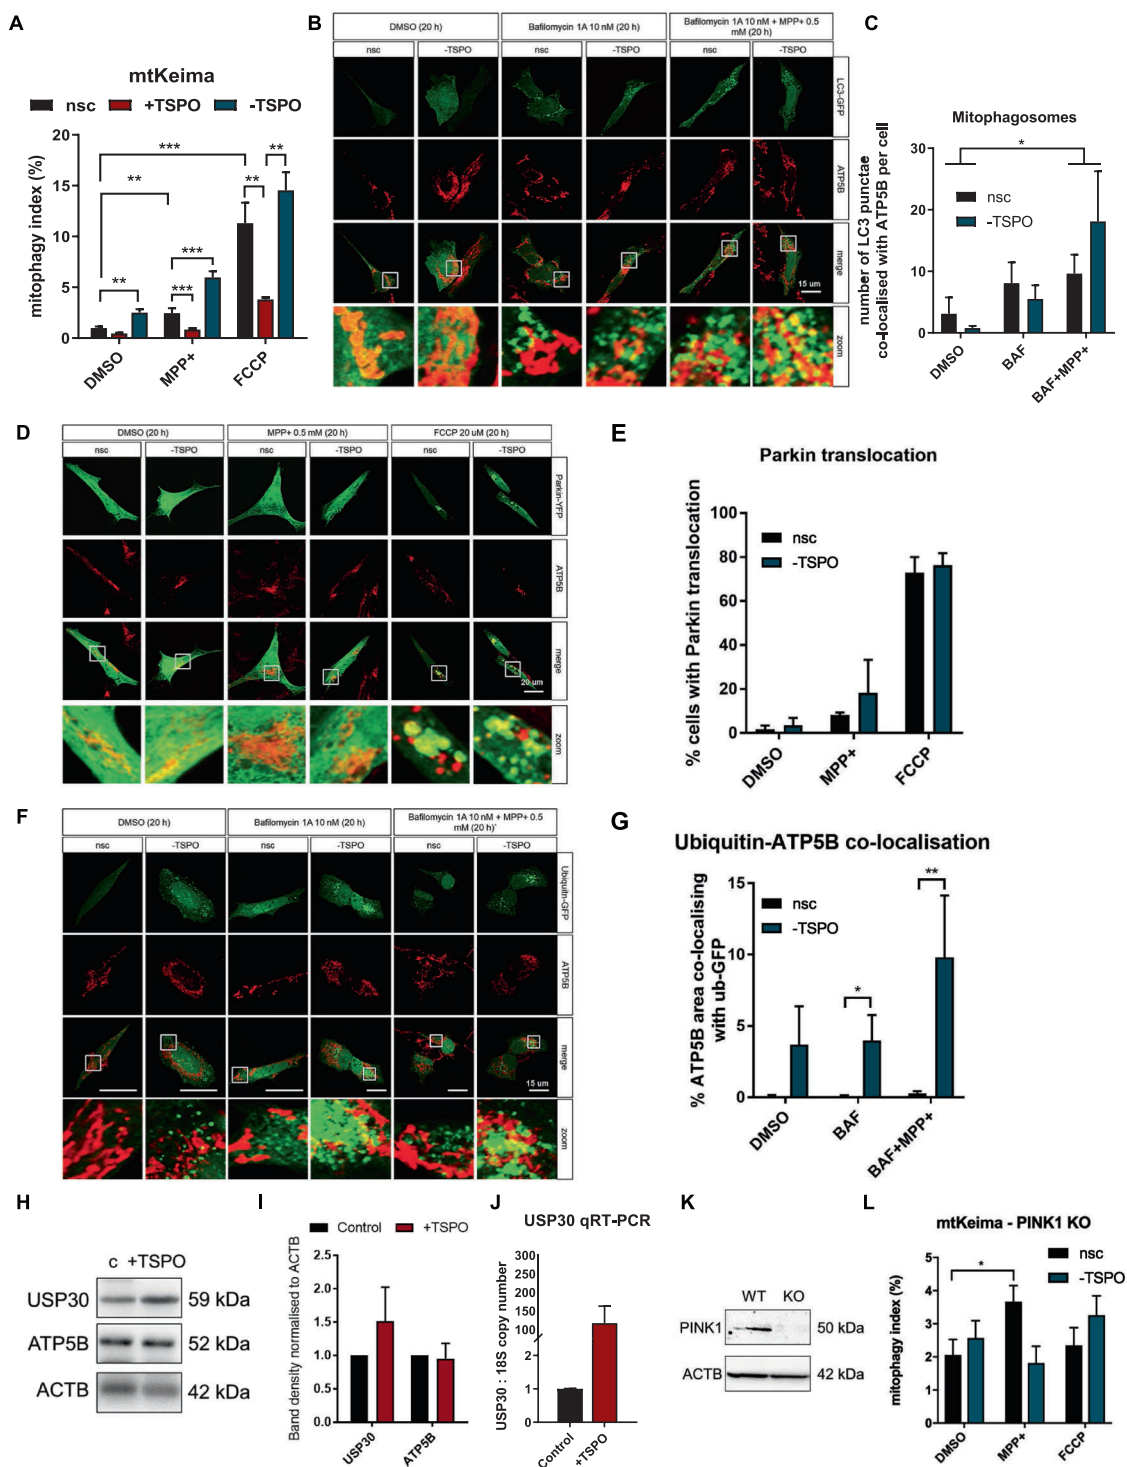 A
mtKeima
nsc +TSPO -TSPO
mitophagy index (%)
20
15
10
5
0
***
**
**
**
**
***
***
DMSO
MPP+
FCCP
B
DMSO (20 h)
Bafilomycin 1A 10 nM (20 h)
Bafilomycin 1A 10 nM + MPP+ 0.5
mM (20 h)
nsc
-TSPO
nsc
-TSPO
nsc
-TSPO
LC3-GFP
ATP5B
merge
15 um
zoom
C
Mitophagosomes
number of LC3 punctae
co-localised with ATP5B per cell
30
20
10
0
*
nsc
-TSPO
DMSO
BAF
BAF+MPP+
D
DMSO (20 h)
MPP+ 0.5 mM (20 h)
FCCP 20 uM (20 h)
nsc
-TSPO
nsc
-TSPO
nsc
-TSPO
Parkin-YFP
ATP5B
merge
20 um
zoom
E
Parkin translocation
% cells with Parkin translocation
100
80
60
40
20
0
nsc
-TSPO
DMSO
MPP+
FCCP
F
DMSO (20 h)
Bafilomycin 1A 10 nM (20 h)
Bafilomycin 1A 10 nM + MPP+ 0.5
mM (20 h)`
nsc
-TSPO
nsc
-TSPO
nsc
-TSPO
Ubiquitn-GFP
ATP5B
merge
15 um
zoom
G
Ubiquitin-ATP5B co-localisation
% ATP5B area co-localising
with ub-GFP
15
10
5
0
nsc
-TSPO
*
**
DMSO
BAF
BAF+MPP+
H
c +TSPO
USP30 59 kDa
ATP5B 52 kDa
ACTB 42 kDa
I
Control +TSPO
Band density normalised to ACTB
2.5
2.0
1.5
1.0
0.5
0.0
USP30
ATP5B
J
USP30 qRT-PCR
USP30 : 18S copy number
300
250
200
150
100
2
1
0
Control
+TSPO
K
WT KO
PINK1 50 kDa
ACTB 42 kDa
L
mtKeima - PINK1 KO
nsc
-TSPO
mitophagy index (%)
5
4
3
2
1
0
*
DMSO
MPP+
FCCP